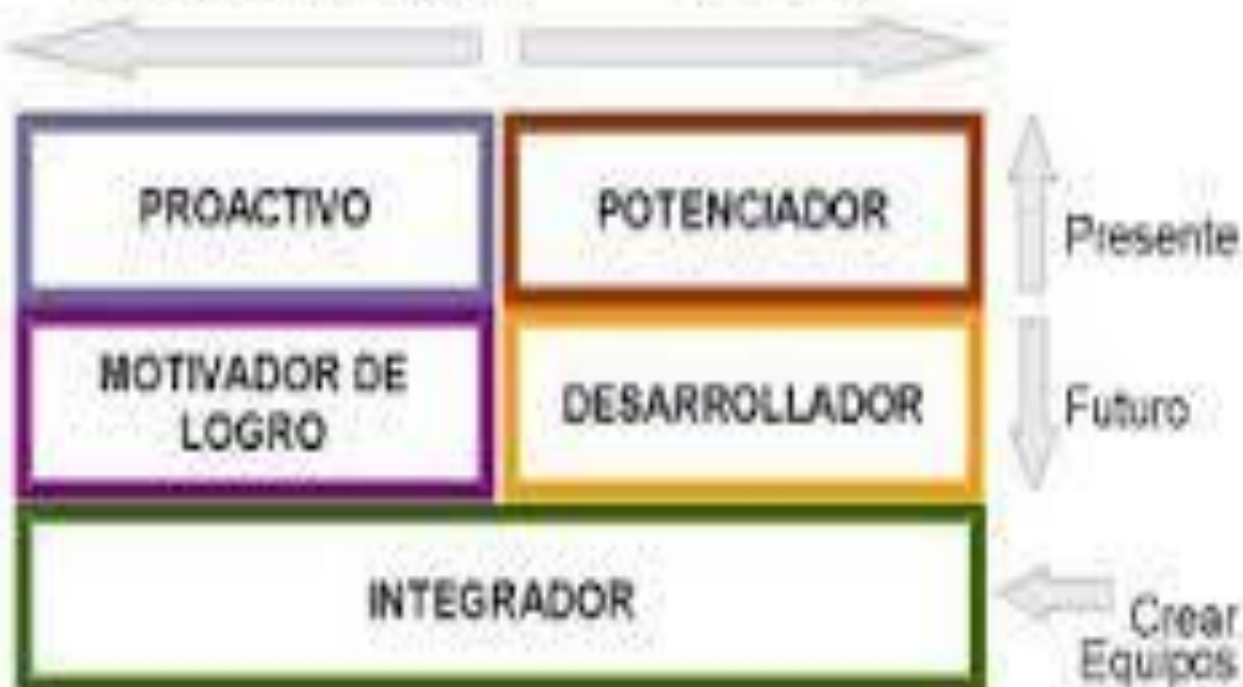 PROACTIVO
POTENCIADOR
Presente
MOTIVADOR DE
LOGRO
DESARROLLADOR
Futuro
INTEGRADOR
Crear
Equipos